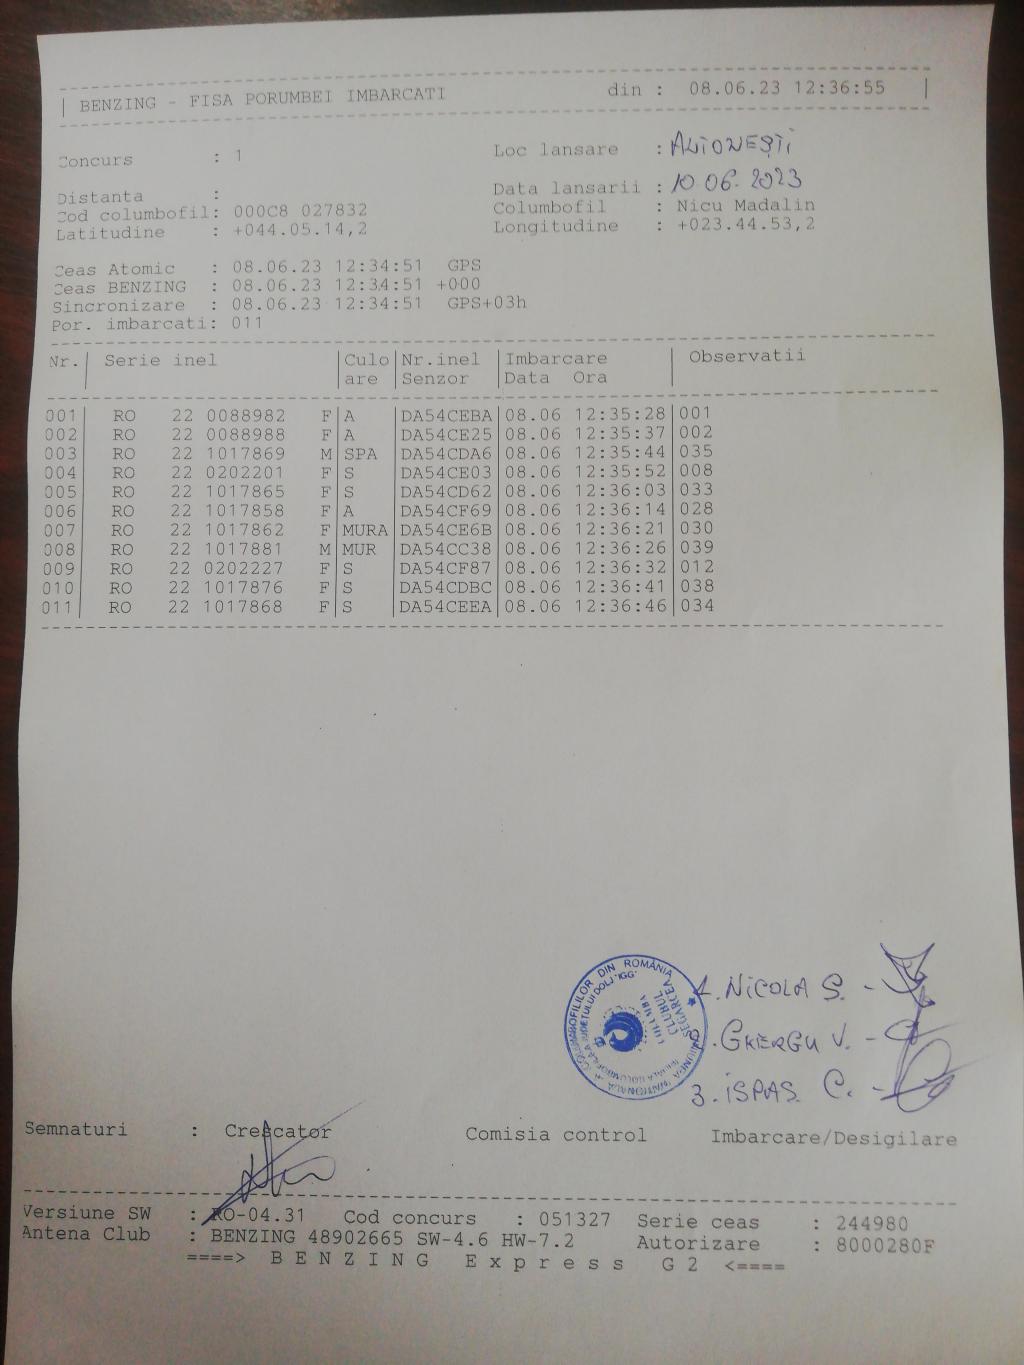 BENZING - FISA PORUMBEI IMBARCATI din : 08.06.23 12:36:55
Concurs : 1 Loc lansare :
Distanta : Data lansarii : 10 06. 2023
Cod columbofil: 000C8 027832 Columbofil : Nicu Madalin
Latitudine : +044.05.14,2 Longitudine : +023.44.53,2
Ceas Atomic : 08.06.23 12:34:51 GPS
Ceas BENZING : 08.06.23 12:34:51 +000
Sincronizare : 08.06.23 12:34:51 GPS+03h
Por. imbarcati: 011
Nr. | Serie inel | Culo | Nr.inel | Imbarcare | Observatii
are | Senzor | Data Ora
001 | RO 22 0088982 F | A | DA54CEBA | 08.06 12:35:28 | 001
002 | RO 22 0088988 F | A | DA54CE25 | 08.06 12:35:37 | 002
003 | RO 22 1017869 M | SPA | DA54CDA6 | 08.06 12:35:44 | 035
004 | RO 22 0202201 F | S | DA54CE03 | 08.06 12:35:52 | 008
005 | RO 22 1017865 F | S | DA54CD62 | 08.06 12:36:03 | 033
006 | RO 22 1017858 F | A | DA54CF69 | 08.06 12:36:14 | 028
007 | RO 22 1017862 F | MURA | DA54CE6B | 08.06 12:36:21 | 030
008 | RO 22 1017881 M | MUR | DA54CC38 | 08.06 12:36:26 | 039
009 | RO 22 0202227 F | S | DA54CF87 | 08.06 12:36:32 | 012
010 | RO 22 1017876 F | S | DA54CDBC | 08.06 12:36:41 | 038
011 | RO 22 1017868 F | S | DA54CEEA | 08.06 12:36:46 | 034
COLUMBOFILILOR DIN ROMÂNIA
JUDETULUI DOLJ "IGG"
CLUBUL
SEGARCEA
1. NICOLA S. -
2. GHERGU V. -
3. ISPAS C. -
Semnaturi : Crescator Comisia control Imbarcare/Desigilare
Versiune SW : RO-04.31 Cod concurs : 051327 Serie ceas : 244980
Antena Club : BENZING 48902665 SW-4.6 HW-7.2 Autorizare : 8000280F
====> B E N Z I N G E x p r e s s G 2 <====